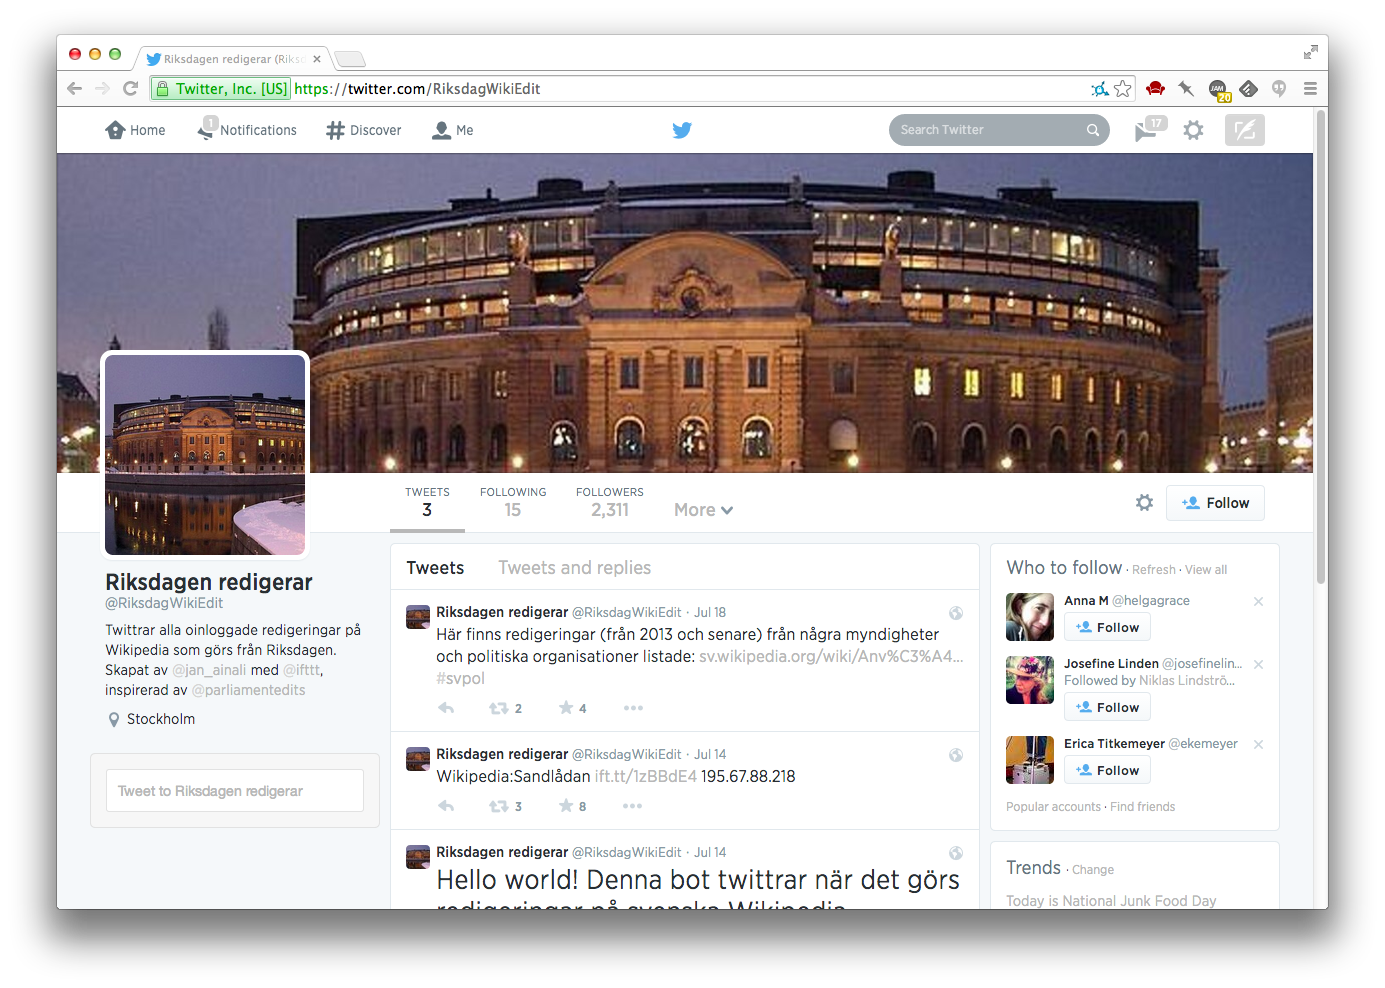 Riksdagen redigerar (Riksd
Twitter, Inc. [US] https://twitter.com/RiksdagWikiEdit
JAM
20
Home
1
Notifications
Discover
Me
Search Twitter
17
TWEETS
3
FOLLOWING
15
FOLLOWERS
2,311
More
Follow
Riksdagen redigerar
@RiksdagWikiEdit
Twittrar alla oinloggade redigeringar på
Wikipedia som görs från Riksdagen.
Skapat av @jan_ainali med @ifttt,
inspirerad av @parliamentedits
Stockholm
Tweet to Riksdagen redigerar
Tweets
Tweets and replies
Riksdagen redigerar @RiksdagWikiEdit · Jul 18
Här finns redigeringar (från 2013 och senare) från några myndigheter
och politiska organisationer listade: sv.wikipedia.org/wiki/Anv%C3%A4...
#svpol
2
4
Riksdagen redigerar @RiksdagWikiEdit · Jul 14
Wikipedia:Sandlådan ift.tt/1zBBdE4 195.67.88.218
3
8
Riksdagen redigerar @RiksdagWikiEdit · Jul 14
Hello world! Denna bot twittrar när det görs
redigeringar på svenska Wikipedia
Who to follow · Refresh · View all
Anna M @helgagrace
Follow
Josefine Linden @josefinelin...
Followed by Niklas Lindströ...
Follow
Erica Titkemeyer @ekemeyer
Follow
Popular accounts · Find friends
Trends · Change
Today is National Junk Food Day